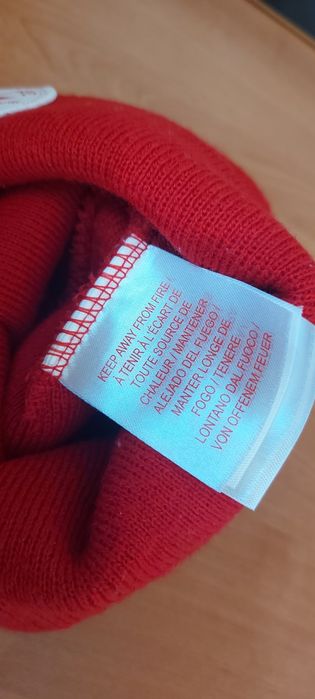 KEEP AWAY FROM FIRE /
À TENIR À L'ÉCART DE
TOUTE SOURCE DE
CHALEUR / MANTENER
ALEJADO DEL FUEGO /
MANTER LONGE DE
FOGO / TENERE
LONTANO DAL FUOCO /
VON OFFENEM FEUER